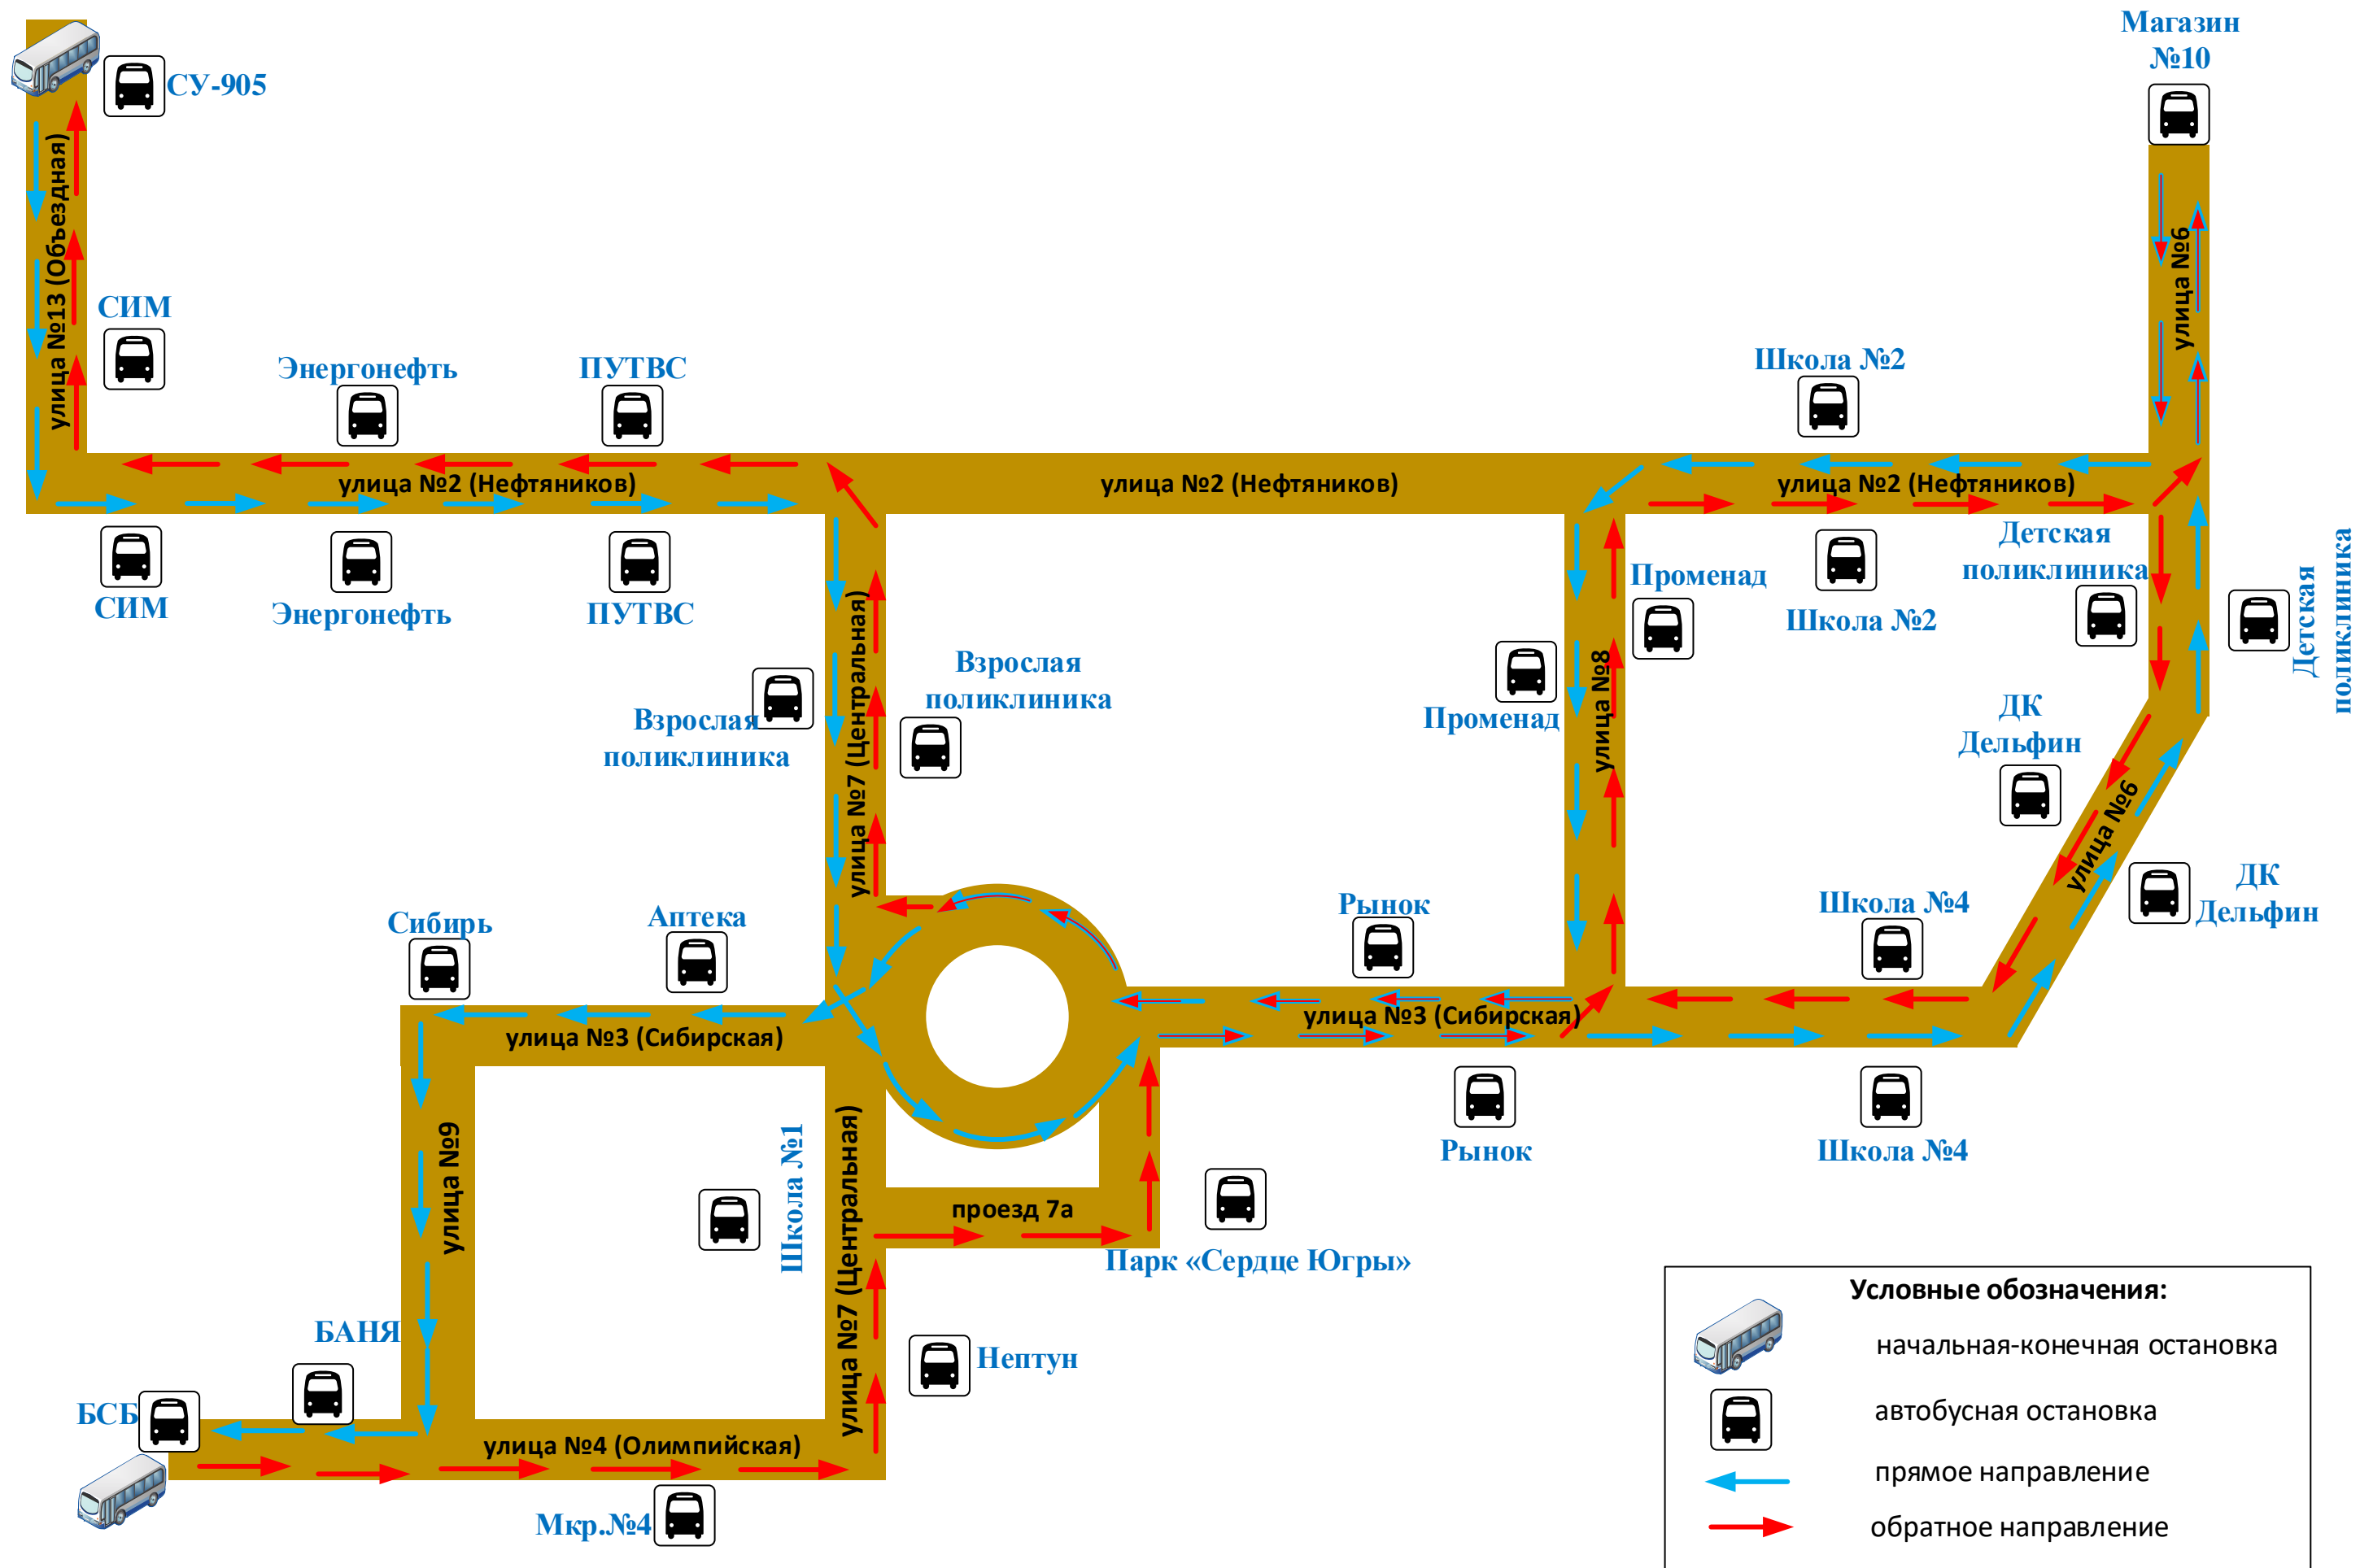 Магазин
№10
СУ-905
улица №13 (Объездная)
улица №6
СИМ
Энергонефть
ПУТВС
Школа №2
улица №2 (Нефтяников)
улица №2 (Нефтяников)
улица №2 (Нефтяников)
СИМ
Энергонефть
ПУТВС
Променад
Школа №2
Детская
поликлиника
Детская
поликлиника
Взрослая
поликлиника
Взрослая
поликлиника
улица №7 (Центральная)
Променад
улица №8
ДК
Дельфин
улица №6
ДК
Дельфин
Сибирь
Аптека
Рынок
Школа №4
улица №3 (Сибирская)
улица №3 (Сибирская)
Рынок
Школа №4
улица №9
Школа №1
улица №7 (Центральная)
проезд 7а
Парк «Сердце Югры»
БАНЯ
Нептун
БСБ
улица №4 (Олимпийская)
Мкр.№4
Условные обозначения:
начальная-конечная остановка
автобусная остановка
прямое направление
обратное направление